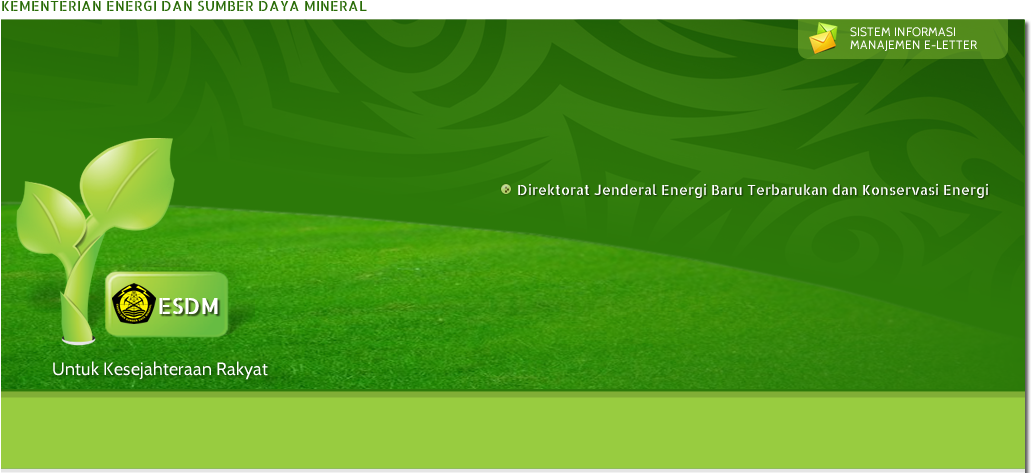 KEMENTERIAN ENERGI DAN SUMBER DAYA MINERAL
SISTEM INFORMASI
MANAJEMEN E-LETTER
Direktorat Jenderal Energi Baru Terbarukan dan Konservasi Energi
ESDM
Untuk Kesejahteraan Rakyat